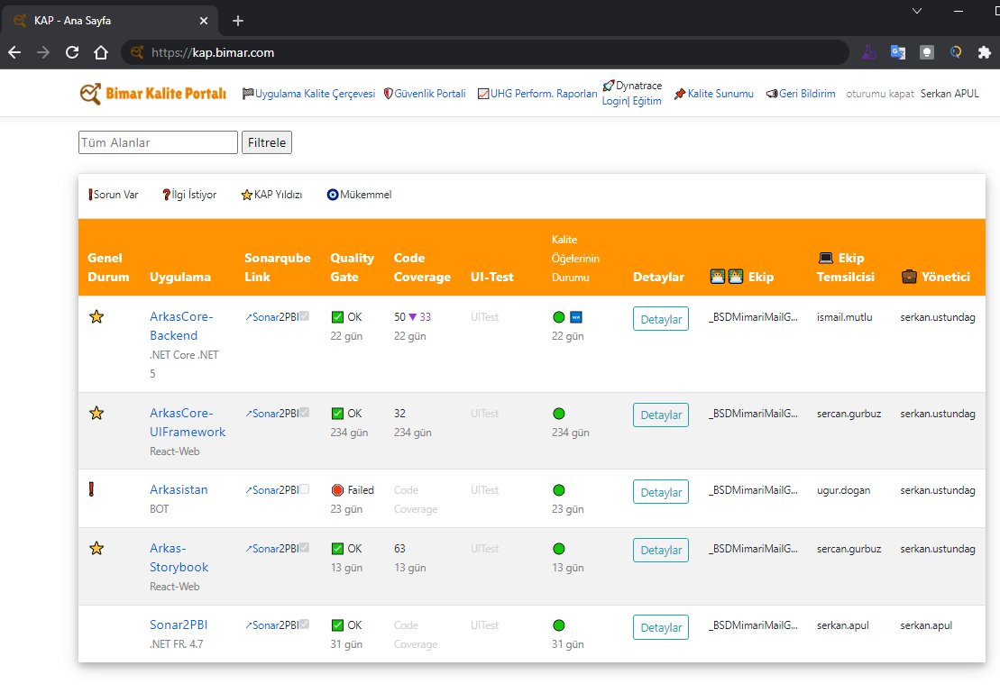 KAP - Ana Sayfa
https://kap.bimar.com
Bimar Kalite Portalı
Uygulama Kalite Çerçevesi
Güvenlik Portali
UHG Perform. Raporları
Dynatrace
Login| Eğitim
Kalite Sunumu
Geri Bildirim
oturumu kapat
Serkan APUL
Tüm Alanlar
Filtrele
Sorun Var
İlgi İstiyor
KAP Yıldızı
Mükemmel
Genel
Durum
Uygulama
Sonarqube
Link
Quality
Gate
Code
Coverage
UI-Test
Kalite
Öğelerinin
Durumu
Detaylar
Ekip
Ekip
Temsilcisi
Yönetici
ArkasCore-
Backend
.NET Core .NET
5
Sonar2PBI
OK
22 gün
50 ▼ 33
22 gün
UITest
NEW
22 gün
Detaylar
_BSDMimariMailG...
ismail.mutlu
serkan.ustundag
ArkasCore-
UIFramework
React-Web
Sonar2PBI
OK
234 gün
32
234 gün
UITest
234 gün
Detaylar
_BSDMimariMailG...
sercan.gurbuz
serkan.ustundag
Arkasistan
BOT
Sonar2PBI
Failed
23 gün
Code
Coverage
UITest
23 gün
Detaylar
_BSDMimariMailG...
ugur.dogan
serkan.ustundag
Arkas-
Storybook
React-Web
Sonar2PBI
OK
13 gün
63
13 gün
UITest
13 gün
Detaylar
_BSDMimariMailG...
sercan.gurbuz
serkan.ustundag
Sonar2PBI
.NET FR. 4.7
Sonar2PBI
OK
31 gün
Code
Coverage
UITest
31 gün
Detaylar
_BSDMimariMailG...
serkan.apul
serkan.apul